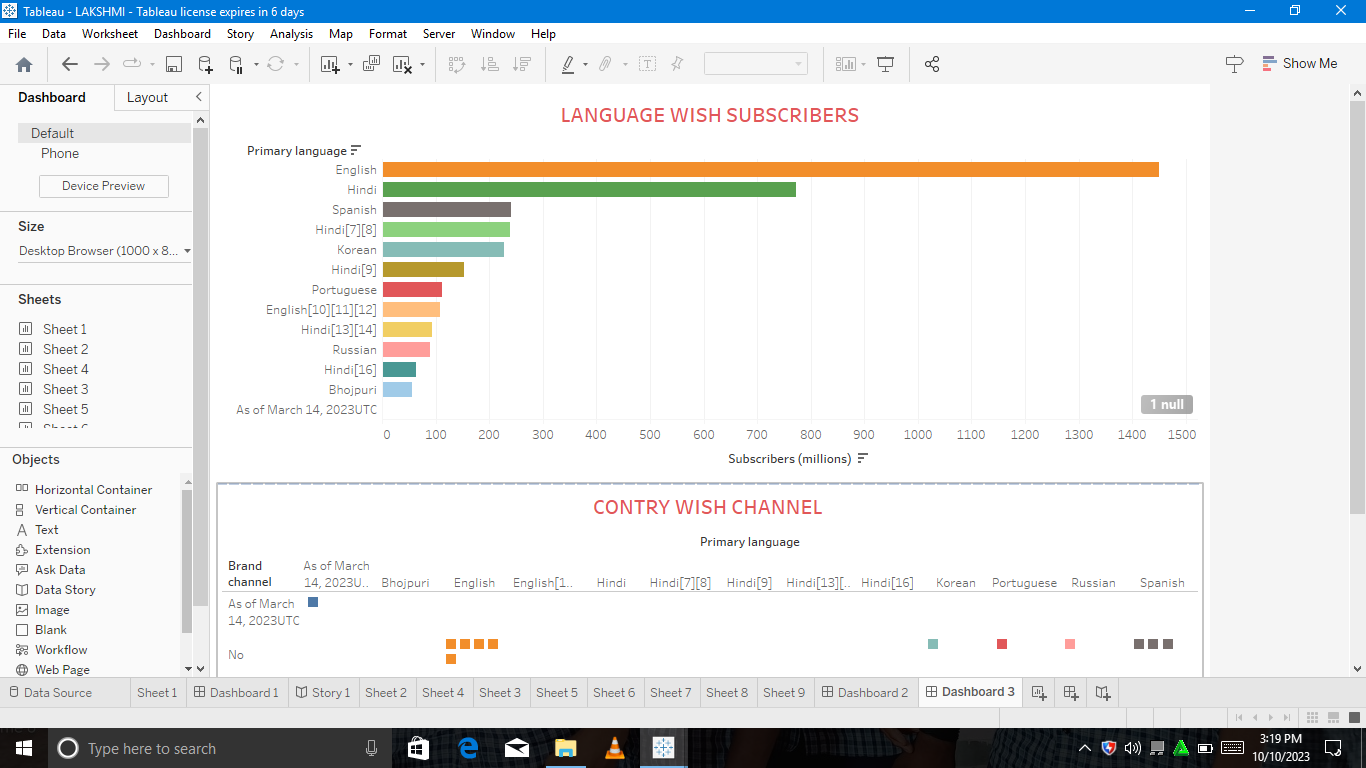 Tableau - LAKSHMI - Tableau license expires in 6 days
File Data Worksheet Dashboard Story Analysis Map Format Server Window Help
Show Me
Dashboard Layout
Default
Phone
Device Preview
Size
Desktop Browser (1000 x 8...
Sheets
Sheet 1
Sheet 2
Sheet 4
Sheet 3
Sheet 5
Objects
Horizontal Container
Vertical Container
Text
Extension
Ask Data
Data Story
Image
Blank
Workflow
Web Page
LANGUAGE WISH SUBSCRIBERS
Primary language
English
Hindi
Spanish
Hindi[7][8]
Korean
Hindi[9]
Portuguese
English[10][11][12]
Hindi[13][14]
Russian
Hindi[16]
Bhojpuri
As of March 14, 2023UTC
1 null
0 100 200 300 400 500 600 700 800 900 1000 1100 1200 1300 1400 1500
Subscribers (millions)
CONTRY WISH CHANNEL
Primary language
Brand channel
As of March 14, 2023U.. Bhojpuri English English[1.. Hindi Hindi[7][8] Hindi[9] Hindi[13][.. Hindi[16] Korean Portuguese Russian Spanish
As of March
14, 2023UTC
No
Data Source Sheet 1 Dashboard 1 Story 1 Sheet 2 Sheet 4 Sheet 3 Sheet 5 Sheet 6 Sheet 7 Sheet 8 Sheet 9 Dashboard 2 Dashboard 3
Type here to search
3:19 PM
10/10/2023